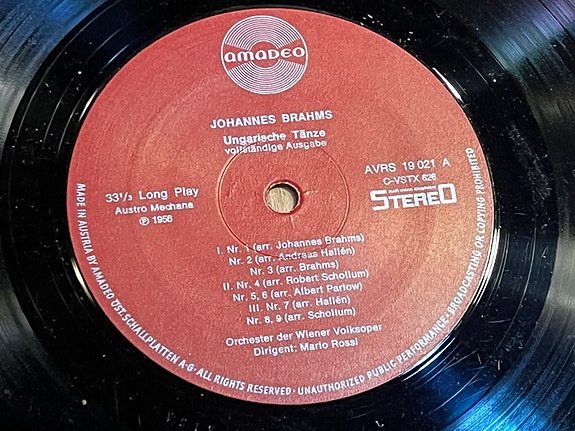 AMADEO
JOHANNES BRAHMS
Ungarische Tänze
vollständige Ausgabe
AVRS 19 021 A
C-VSTX 626
STEREO
33⅓ Long Play
Austro Mechana
℗ 1956
I. Nr. 1 (arr. Johannes Brahms)
Nr. 2 (arr. Andreas Hallén)
Nr. 3 (arr. Brahms)
II. Nr. 4 (arr. Robert Schollum)
Nr. 5, 6 (arr. Albert Parlow)
III. Nr. 7 (arr. Hallén)
Nr. 8, 9 (arr. Schollum)
Orchester der Wiener Volksoper
Dirigent: Mario Rossi
MADE IN AUSTRIA BY AMADEO ÖST. SCHALLPLATTEN A·G· ALL RIGHTS RESERVED · UNAUTHORIZED PUBLIC PERFORMANCE · BROADCASTING OR COPYING PROHIBITED